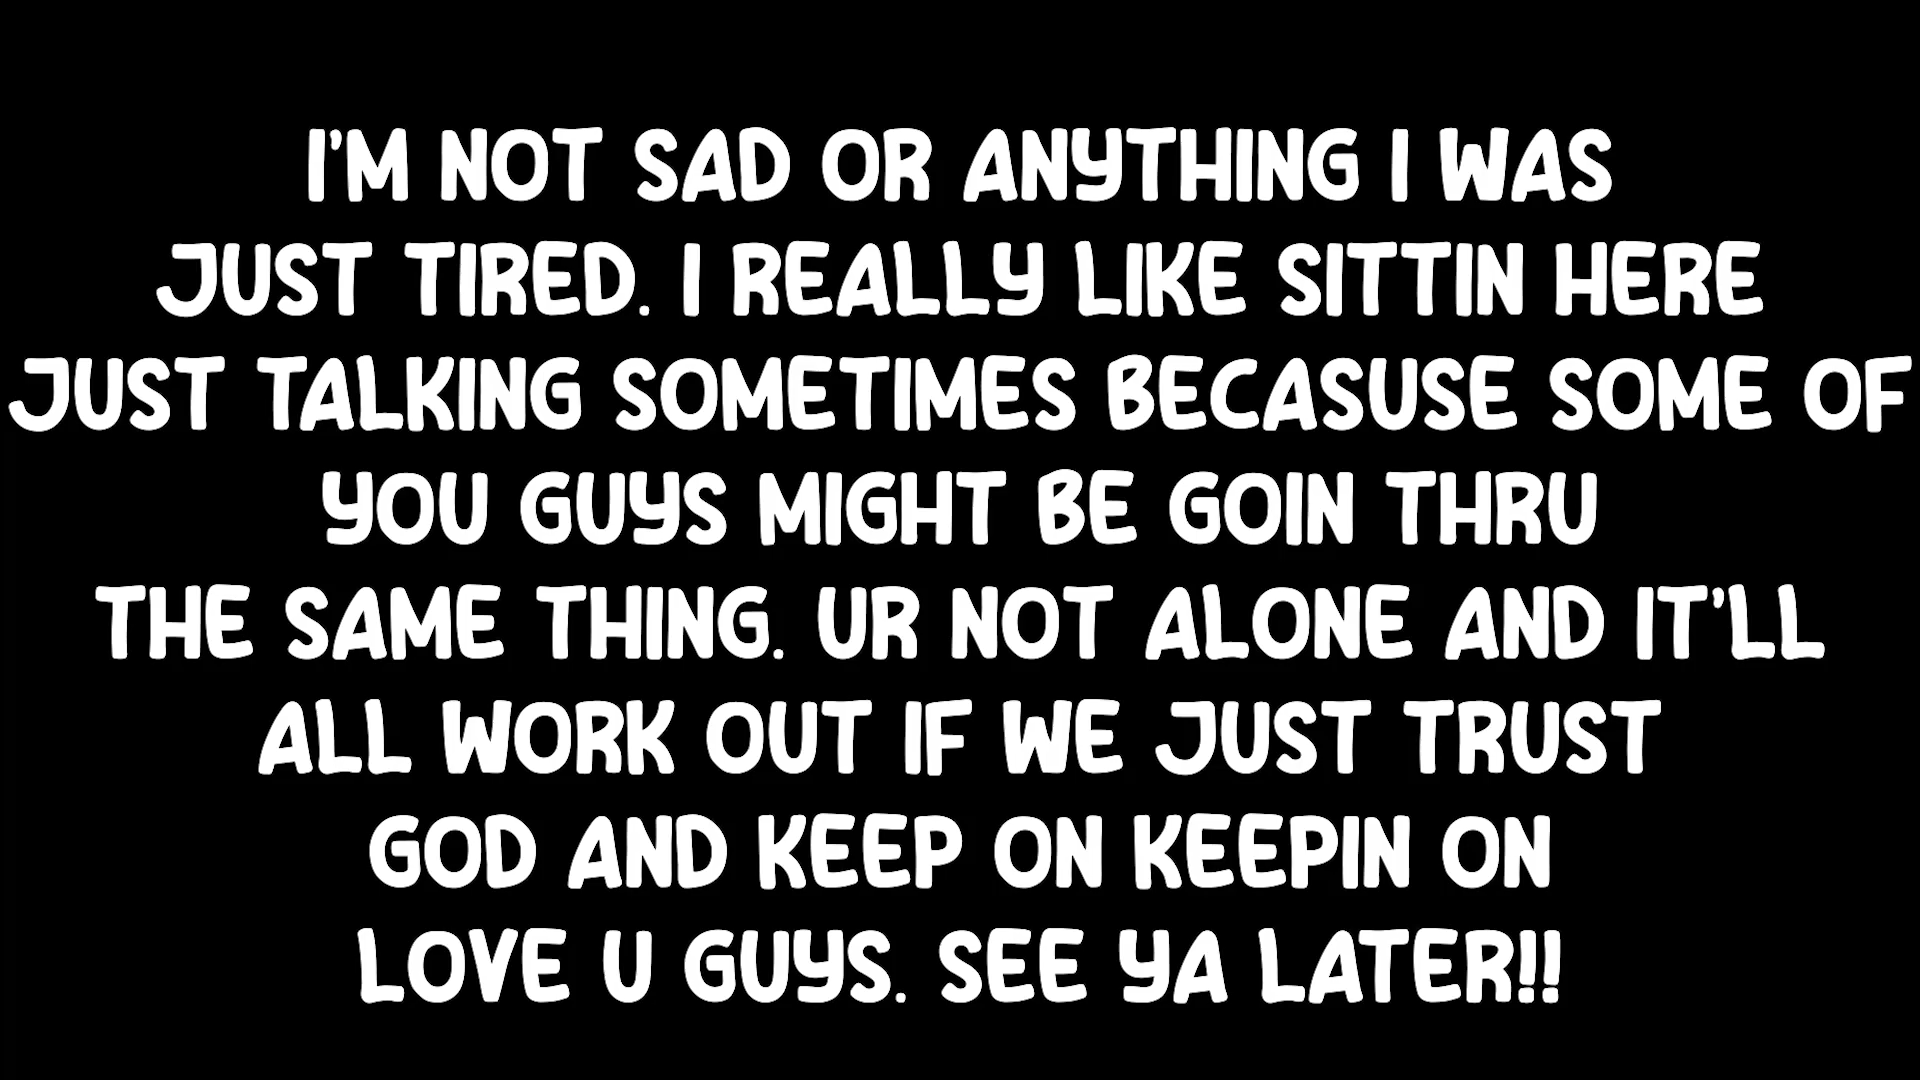 I'M NOT SAD OR ANYTHING I WAS
JUST TIRED. I REALLY LIKE SITTIN HERE
JUST TALKING SOMETIMES BECASUSE SOME OF
YOU GUYS MIGHT BE GOIN THRU
THE SAME THING. UR NOT ALONE AND IT'LL
ALL WORK OUT IF WE JUST TRUST
GOD AND KEEP ON KEEPIN ON
LOVE U GUYS. SEE YA LATER!!